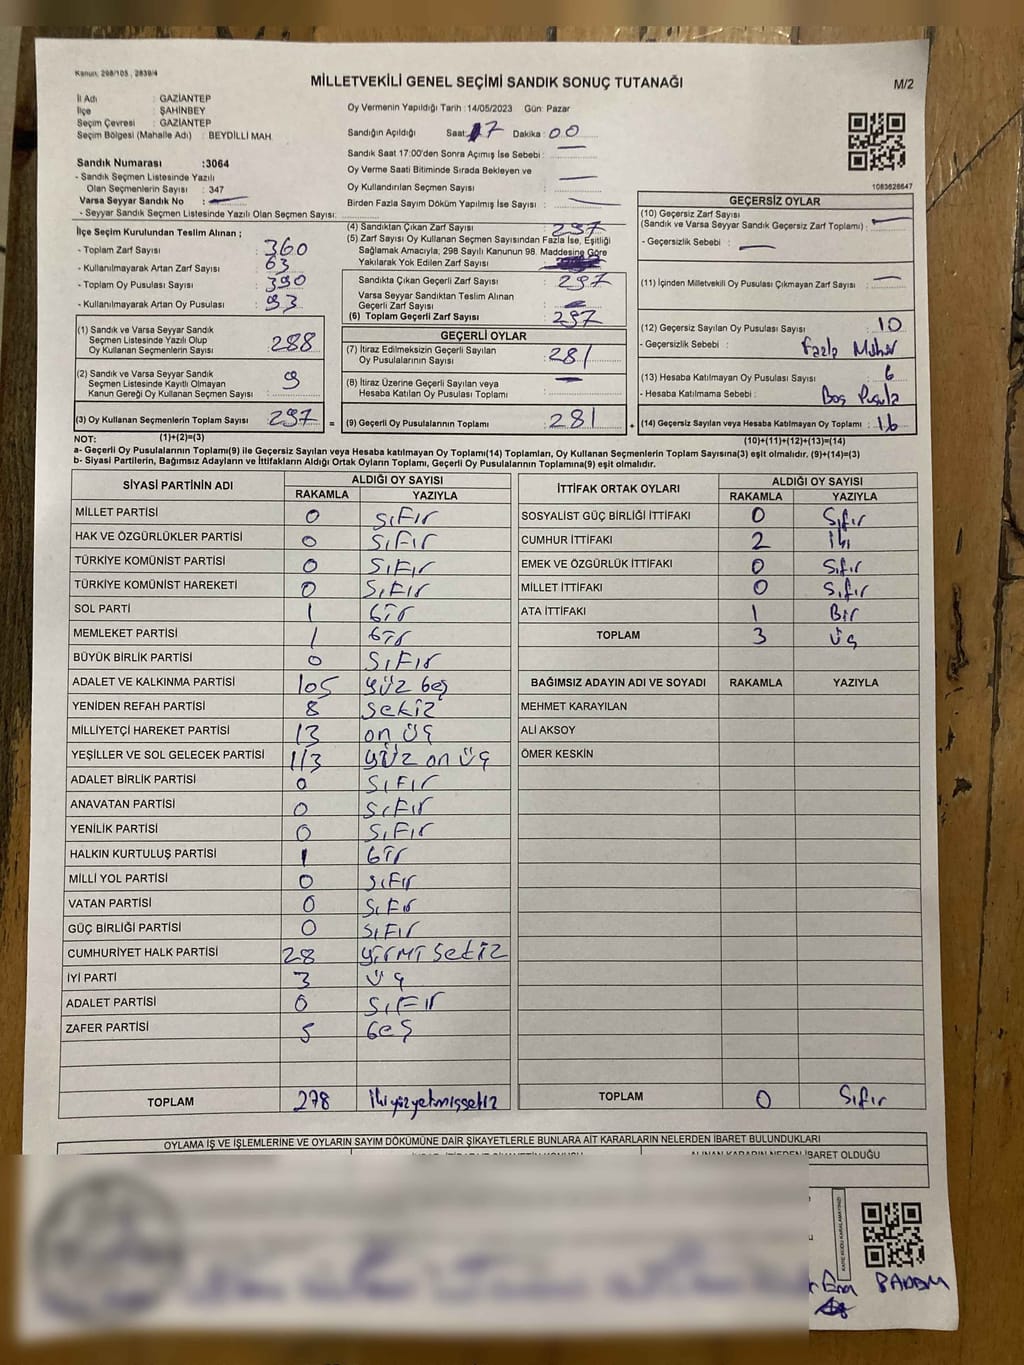 Kanun: 298/105 , 2839/4
MİLLETVEKİLİ GENEL SEÇİMİ SANDIK SONUÇ TUTANAĞI
M/2
İl Adı : GAZİANTEP
İlçe : ŞAHİNBEY
Seçim Çevresi : GAZİANTEP
Seçim Bölgesi (Mahalle Adı) : BEYDİLLİ MAH.
Sandık Numarası :3064
- Sandık Seçmen Listesinde Yazılı
Olan Seçmenlerin Sayısı : 347
Varsa Seyyar Sandık No :
- Seyyar Sandık Seçmen Listesinde Yazılı Olan Seçmen Sayısı:
Oy Vermenin Yapıldığı Tarih :14/05/2023 Gün: Pazar
Sandığın Açıldığı Saat: 17 Dakika: 00
Sandık Saat 17:00'den Sonra Açımış İse Sebebi :
Oy Verme Saati Bitiminde Sırada Bekleyen ve
Oy Kullandırılan Seçmen Sayısı :
Birden Fazla Sayım Döküm Yapılmış İse Sayısı :
1083628647
İlçe Seçim Kurulundan Teslim Alınan ;
- Toplam Zarf Sayısı : 360
- Kullanılmayarak Artan Zarf Sayısı : 63
- Toplam Oy Pusulası Sayısı : 390
- Kullanılmayarak Artan Oy Pusulası : 93
(1) Sandık ve Varsa Seyyar Sandık
Seçmen Listesinde Yazılı Olup
Oy Kullanan Seçmenlerin Sayısı : 288
(2) Sandık ve Varsa Seyyar Sandık
Seçmen Listesinde Kayıtlı Olmayan
Kanun Gereği Oy Kullanan Seçmen Sayısı : 9
(3) Oy Kullanan Seçmenlerin Toplam Sayısı : 297
(4) Sandıktan Çıkan Zarf Sayısı : 297
(5) Zarf Sayısı Oy Kullanan Seçmen Sayısından Fazla İse, Eşitliği
Sağlamak Amacıyla, 298 Sayılı Kanunun 98. Maddesine Göre
Yakılarak Yok Edilen Zarf Sayısı
Sandıkta Çıkan Geçerli Zarf Sayısı : 297
Varsa Seyyar Sandıktan Teslim Alınan
Geçerli Zarf Sayısı :
(6) Toplam Geçerli Zarf Sayısı : 297
GEÇERLİ OYLAR
(7) İtiraz Edilmeksizin Geçerli Sayılan
Oy Pusulalarının Sayısı : 281
(8) İtiraz Üzerine Geçerli Sayılan veya
Hesaba Katılan Oy Pusulası Toplamı :
= (9) Geçerli Oy Pusulalarının Toplamı : 281
GEÇERSİZ OYLAR
(10) Geçersiz Zarf Sayısı
(Sandık ve Varsa Seyyar Sandık Geçersiz Zarf Toplamı) :
- Geçersizlik Sebebi :
(11) İçinden Milletvekili Oy Pusulası Çıkmayan Zarf Sayısı :
(12) Geçersiz Sayılan Oy Pusulası Sayısı : 10
- Geçersizlik Sebebi : Fazla Mühür
(13) Hesaba Katılmayan Oy Pusulası Sayısı : 6
- Hesaba Katılmama Sebebi : Boş Pusula
+ (14) Geçersiz Sayılan veya Hesaba Katılmayan Oy Toplamı : 16
NOT: (1)+(2)=(3)
(10)+(11)+(12)+(13)=(14)
a- Geçerli Oy Pusulalarının Toplamı(9) ile Geçersiz Sayılan veya Hesaba katılmayan Oy Toplamı(14) Toplamları, Oy Kullanan Seçmenlerin Toplam Sayısına(3) eşit olmalıdır. (9)+(14)=(3)
b- Siyasi Partilerin, Bağımsız Adayların ve İttifakların Aldığı Ortak Oyların Toplamı, Geçerli Oy Pusulalarının Toplamına(9) eşit olmalıdır.
SİYASİ PARTİNİN ADI ALDIĞI OY SAYISI
RAKAMLA YAZIYLA
MİLLET PARTİSİ 0 SIFIR
HAK VE ÖZGÜRLÜKLER PARTİSİ 0 SIFIR
TÜRKİYE KOMÜNİST PARTİSİ 0 SIFIR
TÜRKİYE KOMÜNİST HAREKETİ 0 SIFIR
SOL PARTİ 1 bir
MEMLEKET PARTİSİ 1 bir
BÜYÜK BİRLİK PARTİSİ 0 SIFIR
ADALET VE KALKINMA PARTİSİ 105 yüz beş
YENİDEN REFAH PARTİSİ 8 sekiz
MİLLİYETÇİ HAREKET PARTİSİ 13 on üç
YEŞİLLER VE SOL GELECEK PARTİSİ 113 yüz on üç
ADALET BİRLİK PARTİSİ 0 SIFIR
ANAVATAN PARTİSİ 0 SIFIR
YENİLİK PARTİSİ 0 SIFIR
HALKIN KURTULUŞ PARTİSİ 1 bir
MİLLİ YOL PARTİSİ 0 SIFIR
VATAN PARTİSİ 0 SIFIR
GÜÇ BİRLİĞİ PARTİSİ 0 SIFIR
CUMHURİYET HALK PARTİSİ 28 yirmi sekiz
İYİ PARTİ 3 üç
ADALET PARTİSİ 0 SIFIR
ZAFER PARTİSİ 5 beş
TOPLAM 278 ikiyüzyetmişsekiz
İTTİFAK ORTAK OYLARI ALDIĞI OY SAYISI
RAKAMLA YAZIYLA
SOSYALİST GÜÇ BİRLİĞİ İTTİFAKI 0 Sıfır
CUMHUR İTTİFAKI 2 iki
EMEK VE ÖZGÜRLÜK İTTİFAKI 0 Sıfır
MİLLET İTTİFAKI 0 Sıfır
ATA İTTİFAKI 1 Bir
TOPLAM 3 üç
BAĞIMSIZ ADAYIN ADI VE SOYADI RAKAMLA YAZIYLA
MEHMET KARAYILAN
ALİ AKSOY
ÖMER KESKİN
TOPLAM 0 Sıfır
OYLAMA İŞ VE İŞLEMLERİNE VE OYLARIN SAYIM DÖKÜMÜNE DAİR ŞİKAYETLERLE BUNLARA AİT KARARLARIN NELERDEN İBARET BULUNDUKLARI
ALINAN KARARIN NEDEN İBARET OLDUĞU
KARE KODU KARALAMAYINIZ!